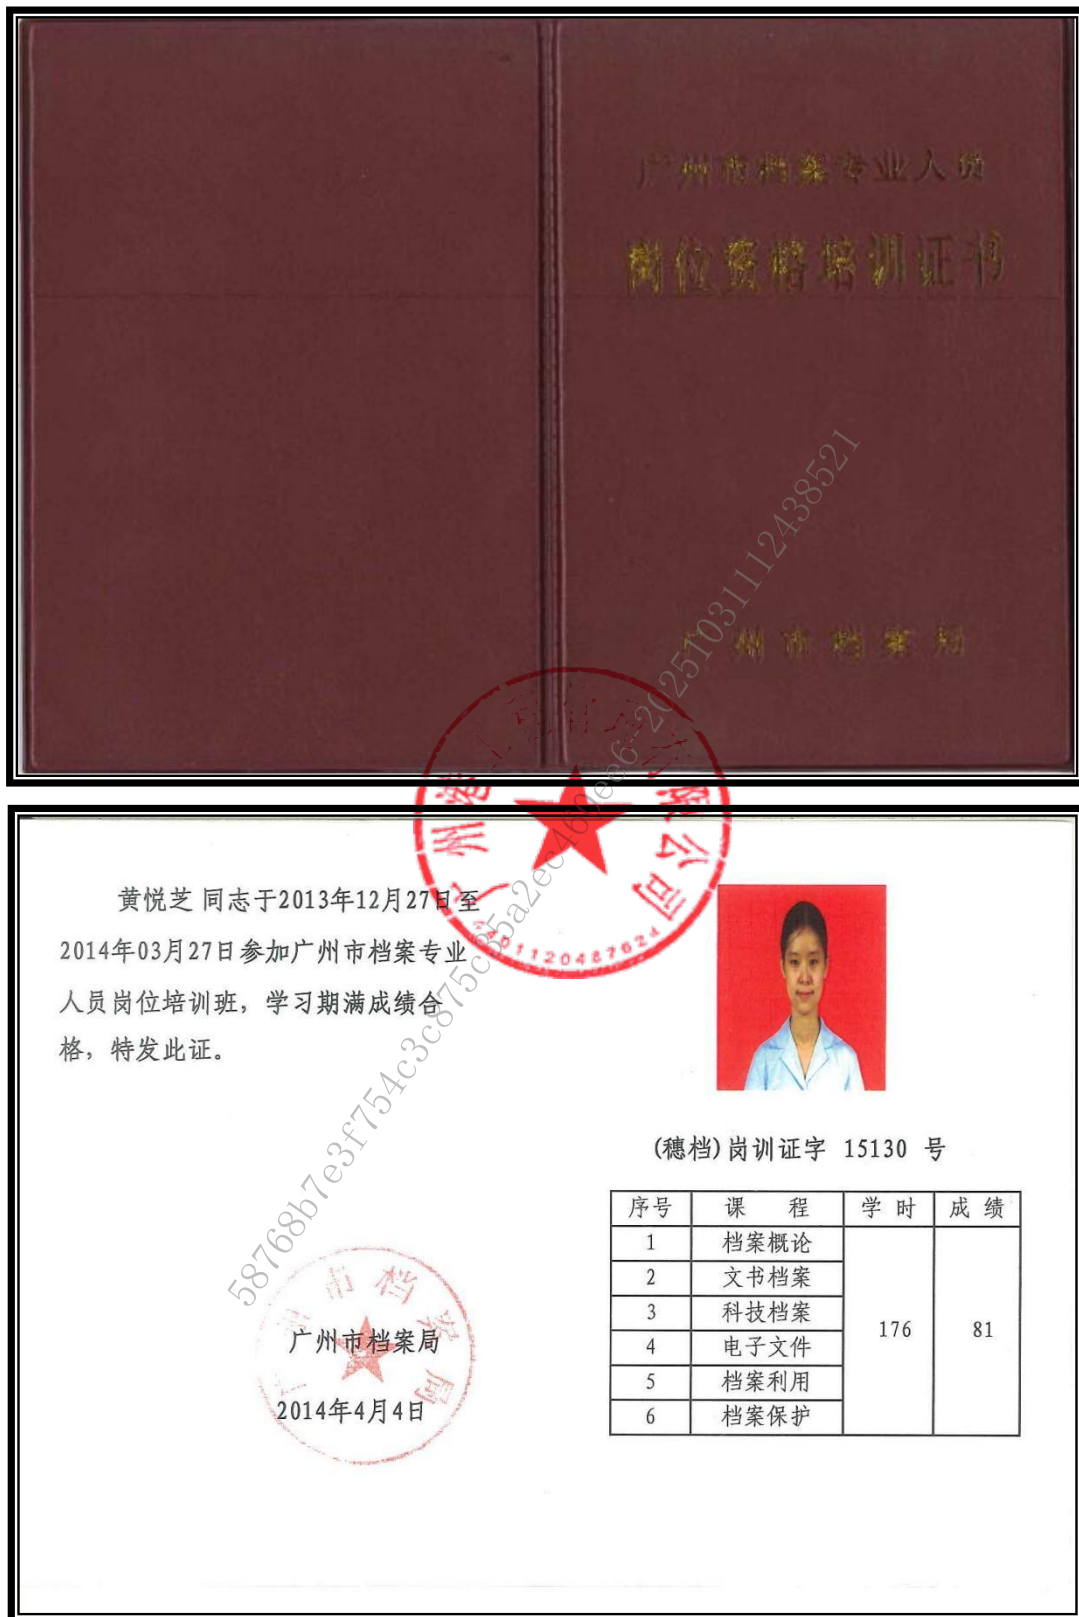 广州市档案专业人员
岗位资格培训证书
广州市档案局
黄悦芝 同志于2013年12月27日至
2014年03月27日参加广州市档案专业
人员岗位培训班，学习期满成绩合
格，特发此证。
广州市档案局
2014年4月4日
(穗档)岗训证字 15130 号
序号 课 程 学 时 成 绩
1 档案概论
2 文书档案
3 科技档案 176 81
4 电子文件
5 档案利用
6 档案保护
市档案局
4401120487624